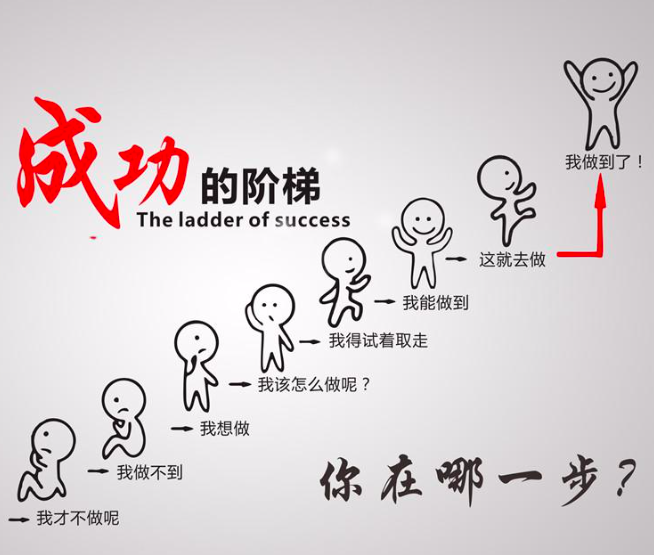 成功的阶梯
The ladder of success
我做到了！
这就去做
我能做到
我得试着取走
我该怎么做呢？
我想做
我做不到
我才不做呢
你在哪一步？